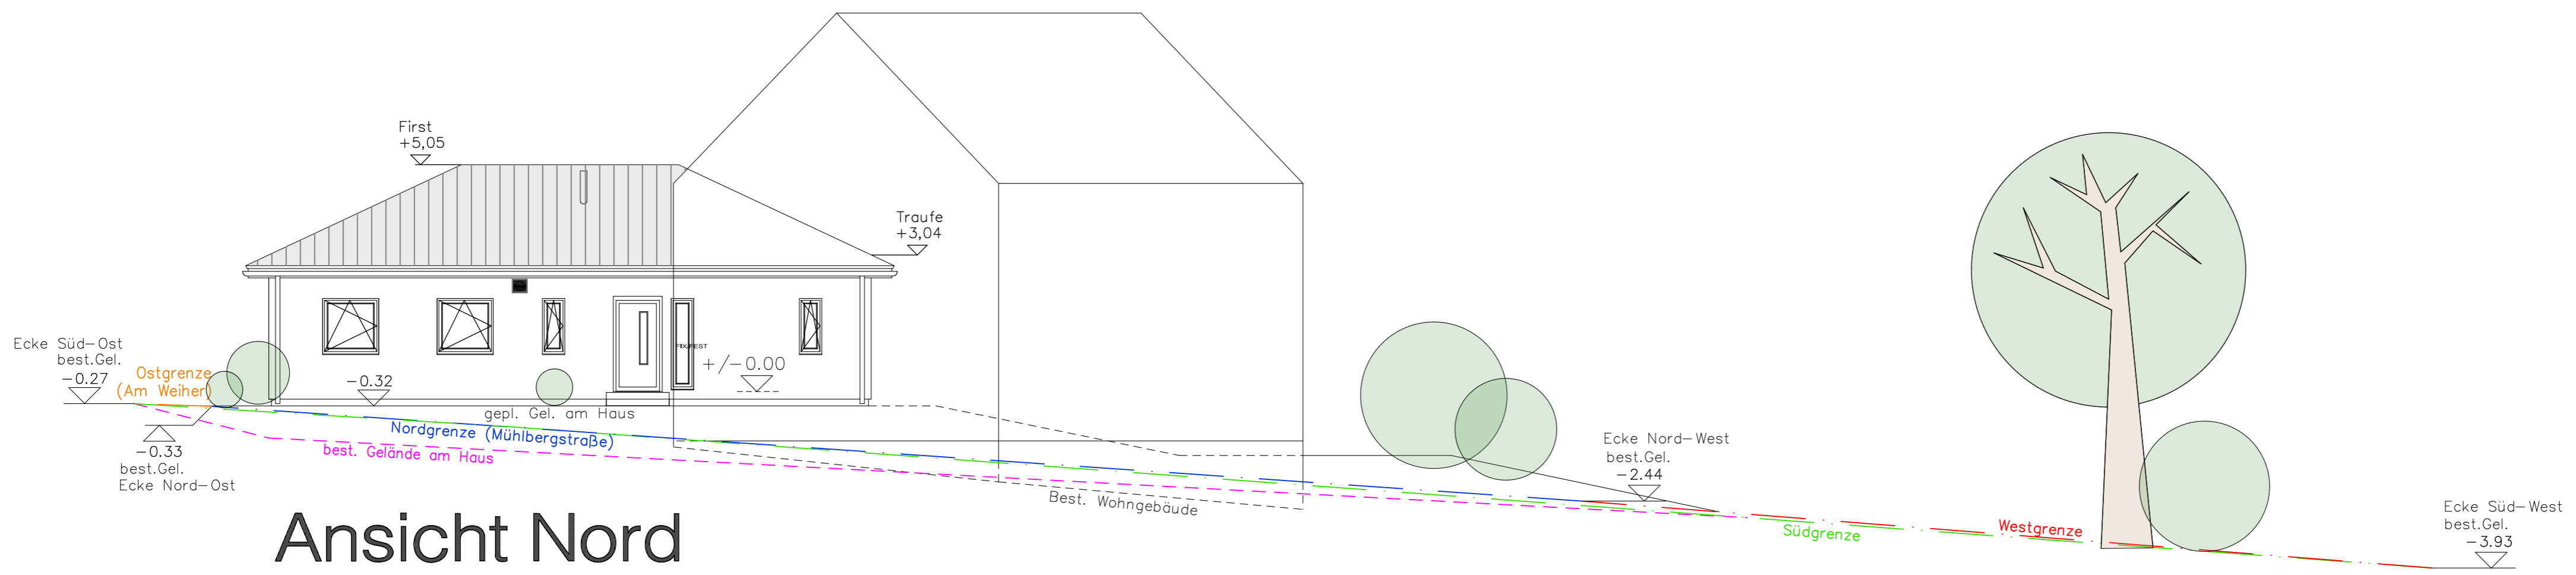 First
+5,05
Traufe
+3,04
Ecke Süd-Ost
best.Gel.
-0.27
Ostgrenze
(Am Weiher)
-0.32
FIX/FEST
+/-0.00
gepl. Gel. am Haus
Nordgrenze (Mühlbergstraße)
best. Gelände am Haus
-0.33
best.Gel.
Ecke Nord-Ost
Best. Wohngebäude
Ecke Nord-West
best.Gel.
-2.44
Südgrenze
Westgrenze
Ecke Süd-West
best.Gel.
-3.93
Ansicht Nord